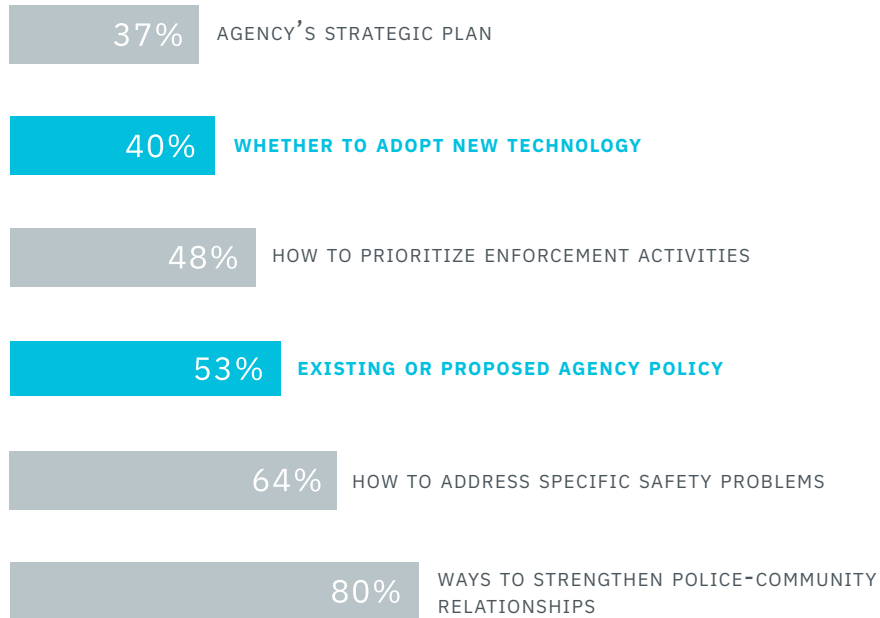 37% AGENCY'S STRATEGIC PLAN
40% WHETHER TO ADOPT NEW TECHNOLOGY
48% HOW TO PRIORITIZE ENFORCEMENT ACTIVITIES
53% EXISTING OR PROPOSED AGENCY POLICY
64% HOW TO ADDRESS SPECIFIC SAFETY PROBLEMS
80% WAYS TO STRENGTHEN POLICE-COMMUNITY
RELATIONSHIPS